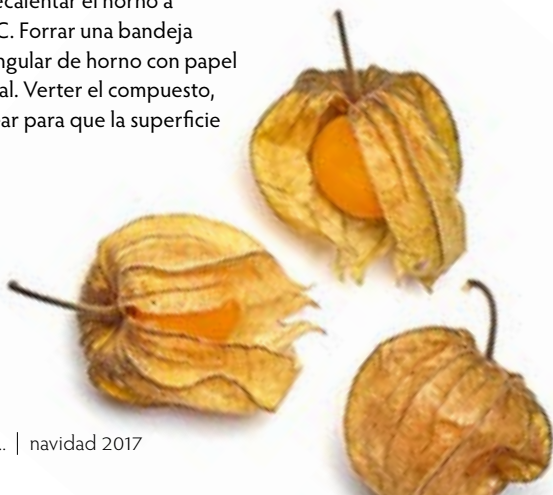 ecalentar el horno a
C. Forrar una bandeja
ngular de horno con papel
al. Verter el compuesto,
ar para que la superficie
.. | navidad 2017